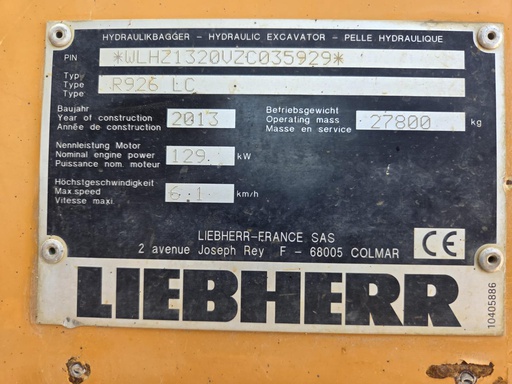 HYDRAULIKBAGGER - HYDRAULIC EXCAVATOR - PELLE HYDRAULIQUE
PIN *WLHZ1320VZC035929*
Typ
Type R926 LC
Type
Baujahr
Year of construction 2013
Année de construction
Betriebsgewicht
Operating mass 27800 kg
Masse en service
Nennleistung Motor
Nominal engine power 129. kW
Puissance nom. moteur
Höchstgeschwindigkeit
Max.speed 6.1 km/h
Vitesse maxi.
LIEBHERR-FRANCE SAS
2 avenue Joseph Rey F - 68005 COLMAR
CE
LIEBHERR
10405886